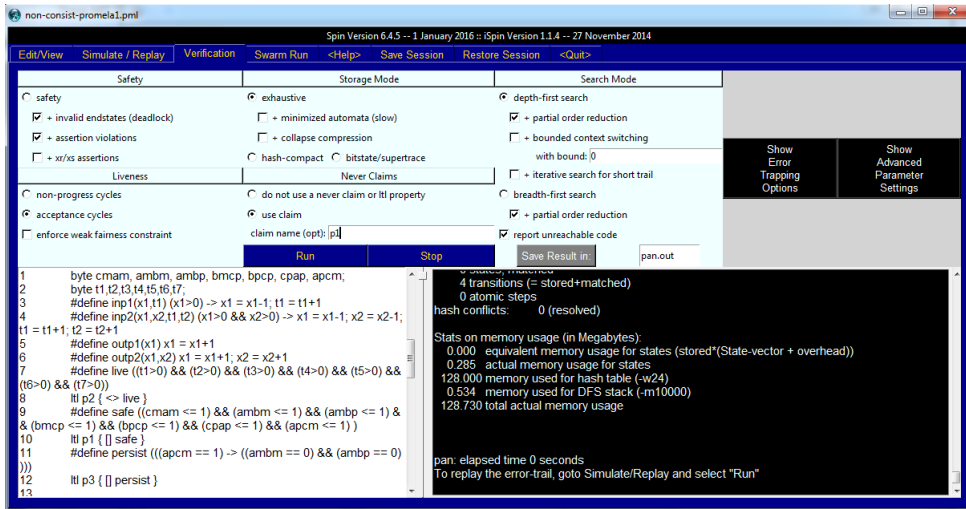 non-consist-promela1.pml
Spin Version 6.4.5 -- 1 January 2016 :: iSpin Version 1.1.4 -- 27 November 2014
Edit/View Simulate / Replay Verification Swarm Run <Help> Save Session Restore Session <Quit>
Safety Storage Mode Search Mode
safety exhaustive depth-first search
+ invalid endstates (deadlock) + minimized automata (slow) + partial order reduction
+ assertion violations + collapse compression + bounded context switching
+ xr/xs assertions hash-compact bitstate/supertrace with bound: 0
Liveness Never Claims + iterative search for short trail
non-progress cycles do not use a never claim or ltl property breadth-first search
acceptance cycles use claim + partial order reduction
enforce weak fairness constraint claim name (opt): p1 report unreachable code
Show
Error
Trapping
Options
Show
Advanced
Parameter
Settings
Run Stop Save Result in: pan.out
1 byte cmam, ambm, ambp, bmcp, bpcp, cpap, apcm;
2 byte t1,t2,t3,t4,t5,t6,t7;
3 #define inp1(x1,t1) (x1>0) -> x1 = x1-1; t1 = t1+1
4 #define inp2(x1,x2,t1,t2) (x1>0 && x2>0) -> x1 = x1-1; x2 = x2-1;
t1 = t1+1; t2 = t2+1
5 #define outp1(x1) x1 = x1+1
6 #define outp2(x1,x2) x1 = x1+1; x2 = x2+1
7 #define live ((t1>0) && (t2>0) && (t3>0) && (t4>0) && (t5>0) &&
(t6>0) && (t7>0))
8 ltl p2 { <> live }
9 #define safe ((cmam <= 1) && (ambm <= 1) && (ambp <= 1) &
& (bmcp <= 1) && (bpcp <= 1) && (cpap <= 1) && (apcm <= 1) )
10 ltl p1 { [] safe }
11 #define persist (((apcm == 1) -> ((ambm == 0) && (ambp == 0)
)))
12 ltl p3 { [] persist }
13
0 states, matched
4 transitions (= stored+matched)
0 atomic steps
hash conflicts: 0 (resolved)
Stats on memory usage (in Megabytes):
0.000 equivalent memory usage for states (stored*(State-vector + overhead))
0.285 actual memory usage for states
128.000 memory used for hash table (-w24)
0.534 memory used for DFS stack (-m10000)
128.730 total actual memory usage
pan: elapsed time 0 seconds
To replay the error-trail, goto Simulate/Replay and select "Run"